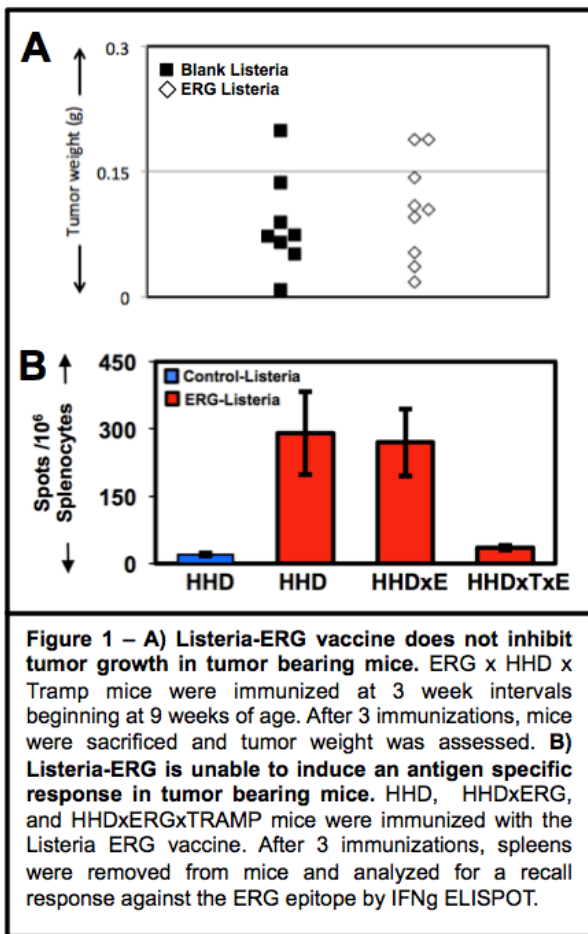 A
Tumor weight (g)
0.3
0.15
0
Blank Listeria
ERG Listeria
B
Spots /10⁶
Splenocytes
450
300
150
0
Control-Listeria
ERG-Listeria
HHD HHD HHDxE HHDxTxE
Figure 1 – A) Listeria-ERG vaccine does not inhibit
tumor growth in tumor bearing mice. ERG x HHD x
Tramp mice were immunized at 3 week intervals
beginning at 9 weeks of age. After 3 immunizations, mice
were sacrificed and tumor weight was assessed. B)
Listeria-ERG is unable to induce an antigen specific
response in tumor bearing mice. HHD, HHDxERG,
and HHDxERGxTRAMP mice were immunized with the
Listeria ERG vaccine. After 3 immunizations, spleens
were removed from mice and analyzed for a recall
response against the ERG epitope by IFNg ELISPOT.